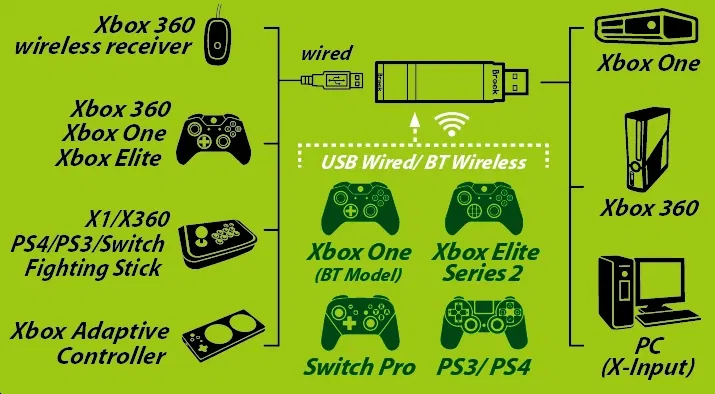 Xbox 360
wireless receiver
wired
Brook
Brook
Xbox One
Xbox 360
Xbox One
Xbox Elite
USB Wired/ BT Wireless
Xbox 360
X1/X360
PS4/PS3/Switch
Fighting Stick
Xbox One
(BT Model)
Xbox Elite
Series 2
Xbox Adaptive
Controller
Switch Pro
PS3/ PS4
PC
(X-Input)